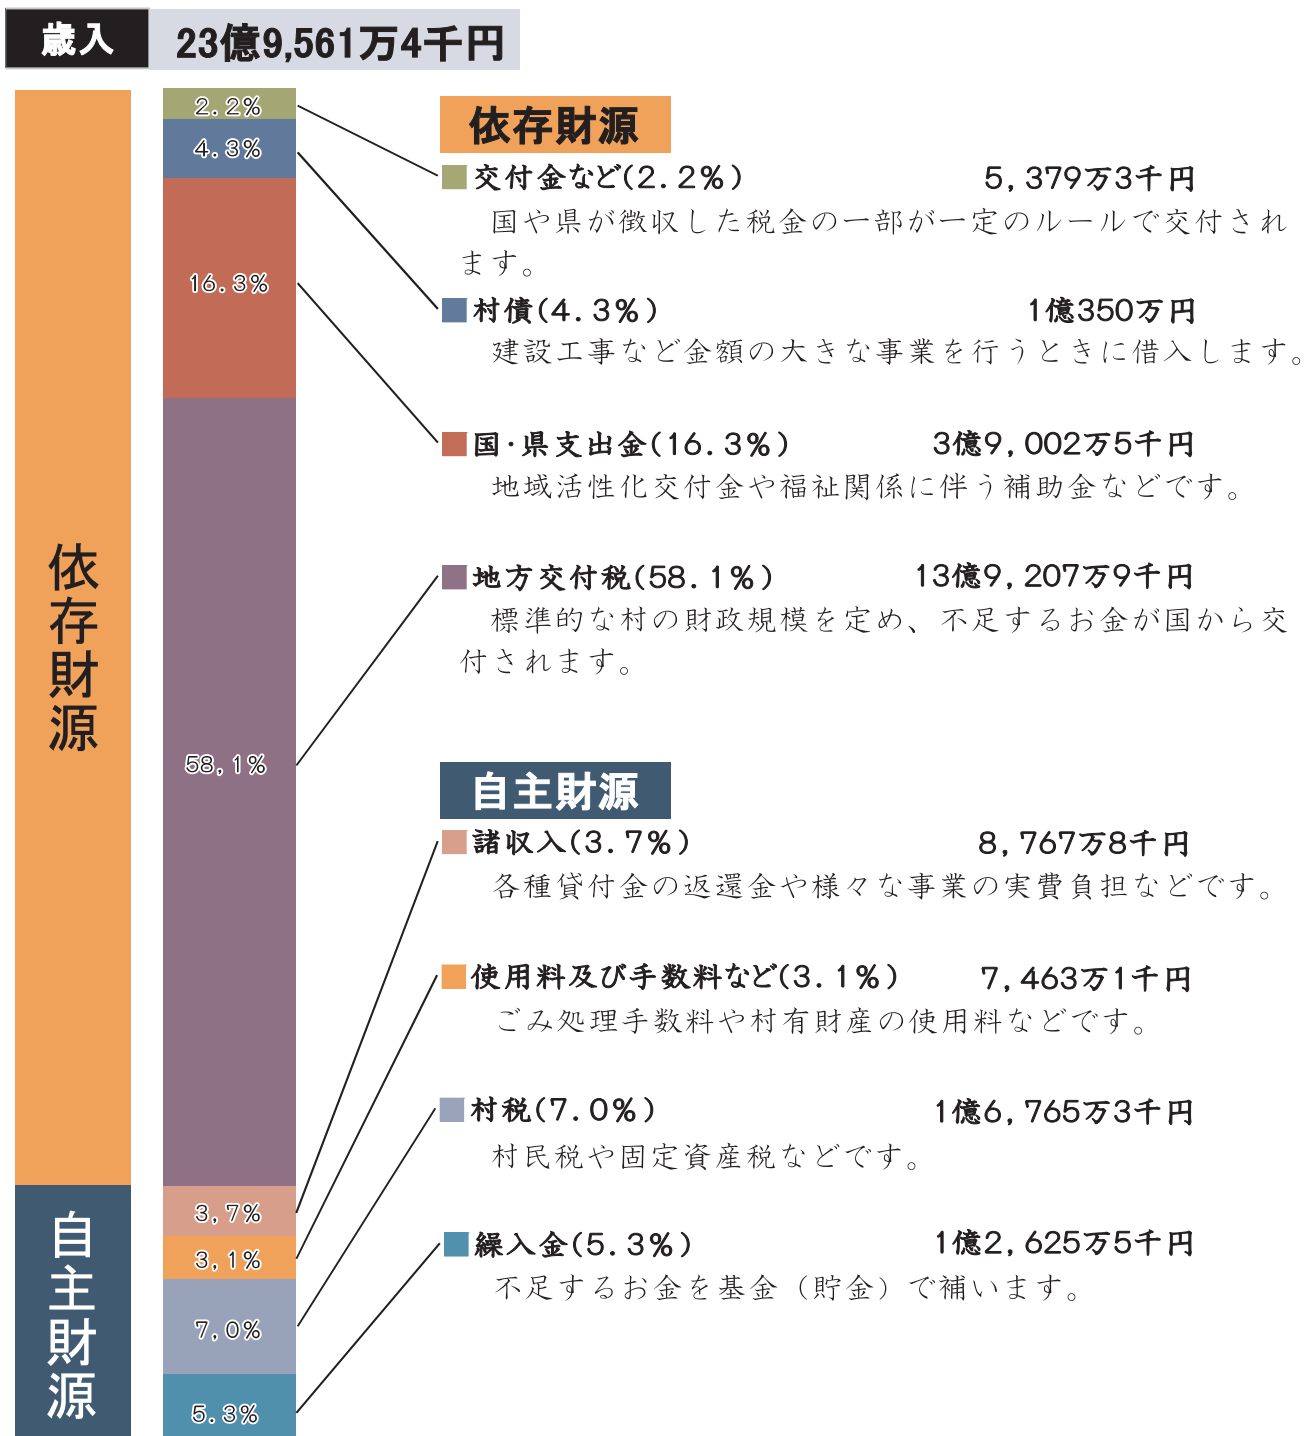 歳入 23億9,561万4千円
依存財源
2.2%
4.3%
16.3%
58,1%
依存財源
交付金など(2.2%) 5,379万3千円
国や県が徴収した税金の一部が一定のルールで交付され
ます。
村債(4.3%) 1億350万円
建設工事など金額の大きな事業を行うときに借入します。
国・県支出金(16.3%) 3億9,002万5千円
地域活性化交付金や福祉関係に伴う補助金などです。
地方交付税(58.1%) 13億9,207万9千円
標準的な村の財政規模を定め、不足するお金が国から交
付されます。
自主財源
3,7%
3,1%
7,0%
5.3%
自主財源
諸収入(3.7%) 8,767万8千円
各種貸付金の返還金や様々な事業の実費負担などです。
使用料及び手数料など(3.1%) 7,463万1千円
ごみ処理手数料や村有財産の使用料などです。
村税(7.0%) 1億6,765万3千円
村民税や固定資産税などです。
繰入金(5.3%) 1億2,625万5千円
不足するお金を基金（貯金）で補います。